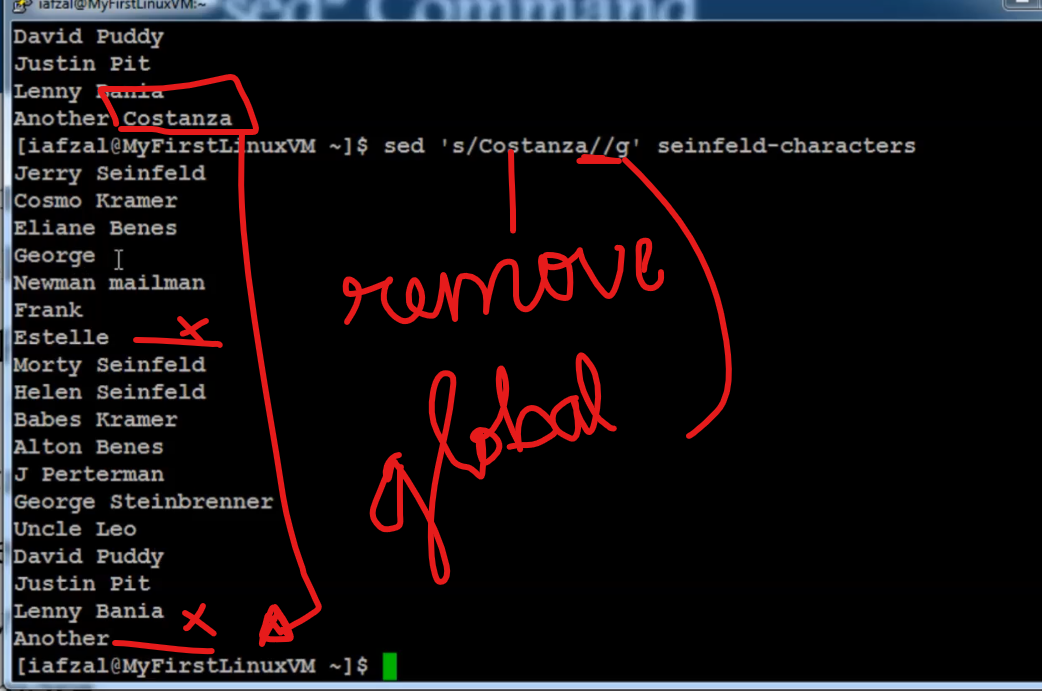 iafzal@MyFirstLinuxVM:~
"sed" Command
David Puddy
Justin Pit
Lenny Bania
Another Costanza
[iafzal@MyFirstLinuxVM ~]$ sed 's/Costanza//g' seinfeld-characters
Jerry Seinfeld
Cosmo Kramer
Eliane Benes
George
Newman mailman
Frank
Estelle
Morty Seinfeld
Helen Seinfeld
Babes Kramer
Alton Benes
J Perterman
George Steinbrenner
Uncle Leo
David Puddy
Justin Pit
Lenny Bania
Another
[iafzal@MyFirstLinuxVM ~]$
remove
global